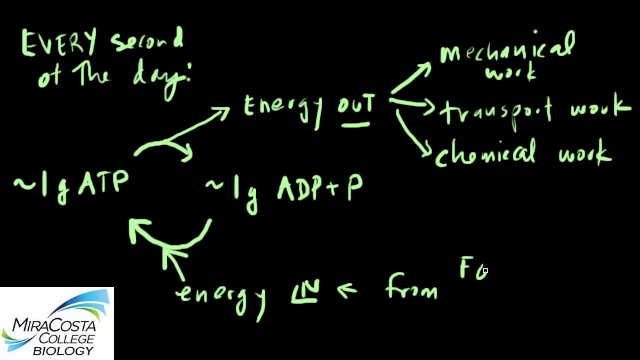 EVERY second
of The day:
Energy OUT
mechanical
work
transport work
chemical work
~1g ATP
~1g ADP+P
energy IN ← from Fo
MIRACOSTA
COLLEGE
BIOLOGY